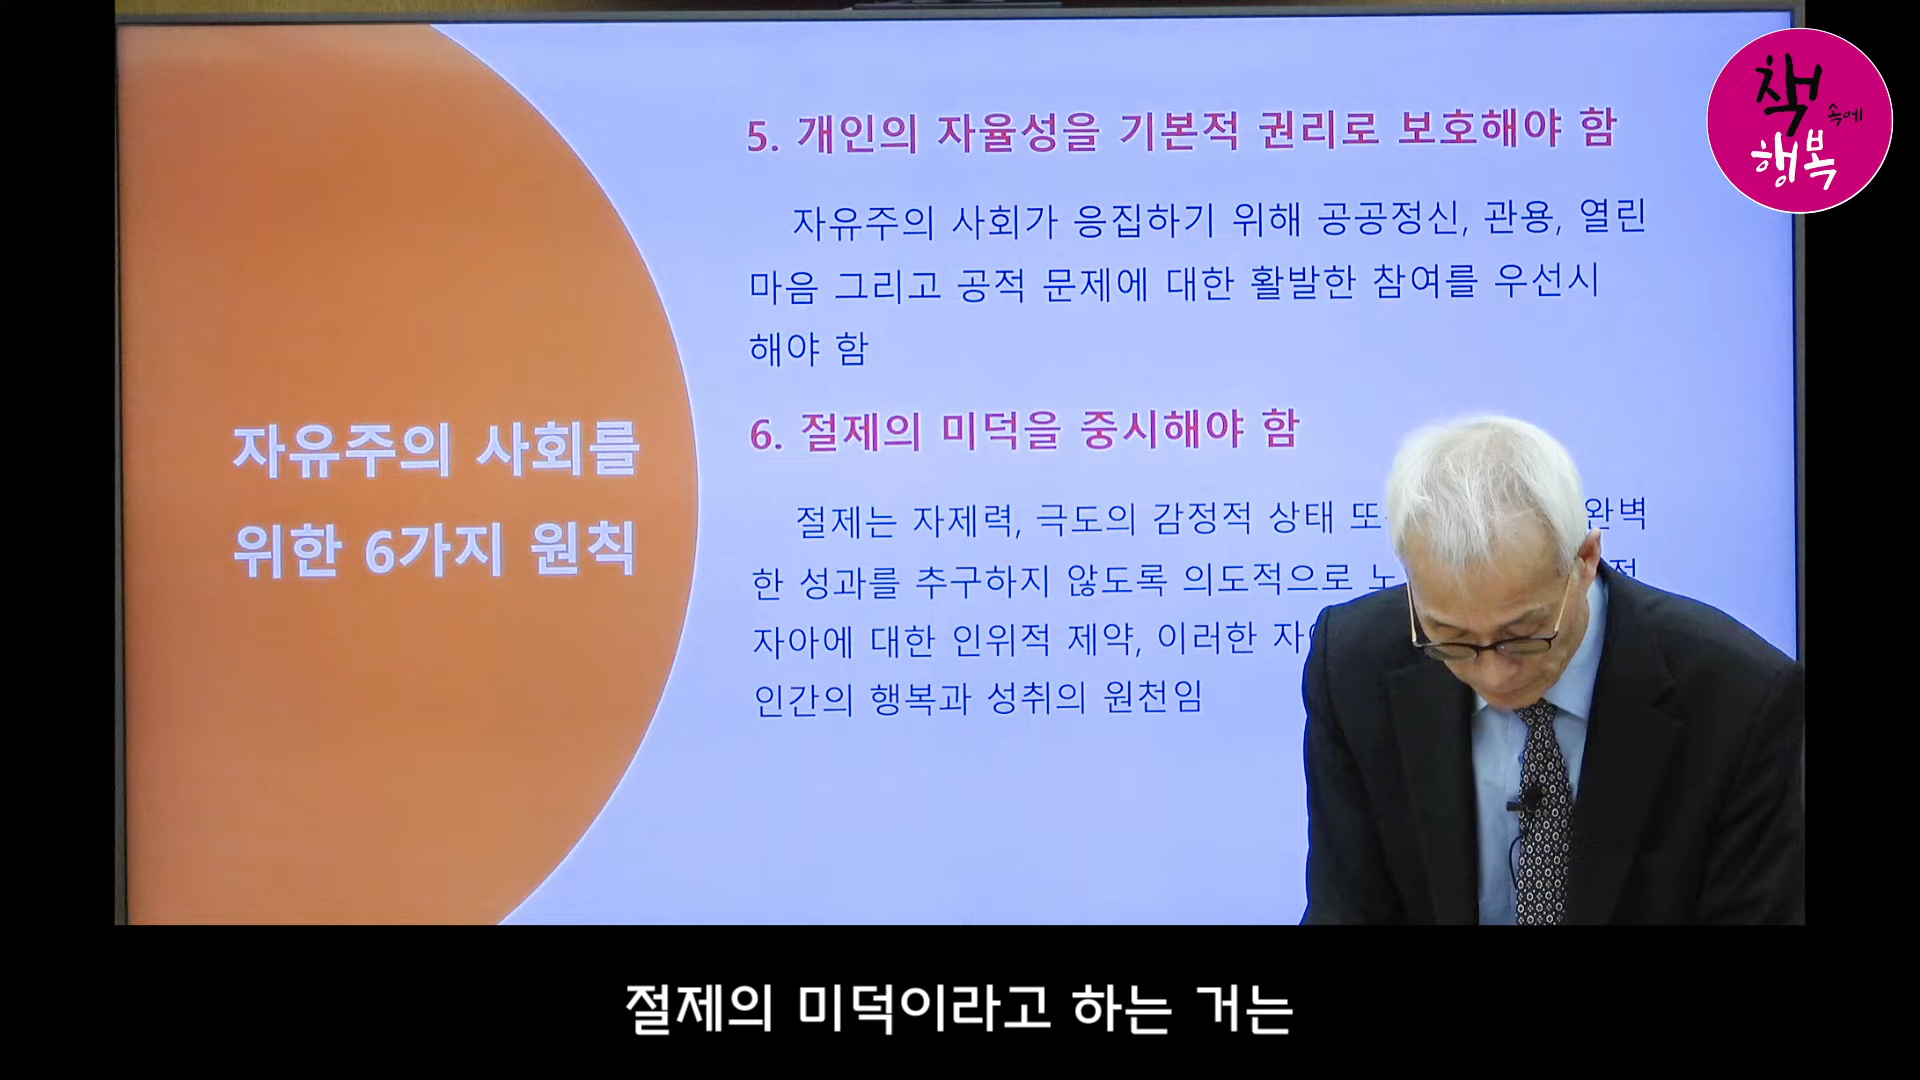 책
속에
행복
5. 개인의 자율성을 기본적 권리로 보호해야 함
자유주의 사회가 응집하기 위해 공공정신, 관용, 열린
마음 그리고 공적 문제에 대한 활발한 참여를 우선시
해야 함
자유주의 사회를
위한 6가지 원칙
6. 절제의 미덕을 중시해야 함
절제는 자제력, 극도의 감정적 상태 완벽
한 성과를 추구하지 않도록 의도적으로
자아에 대한 인위적 제약, 이러한
인간의 행복과 성취의 원천임
절제의 미덕이라고 하는 거는